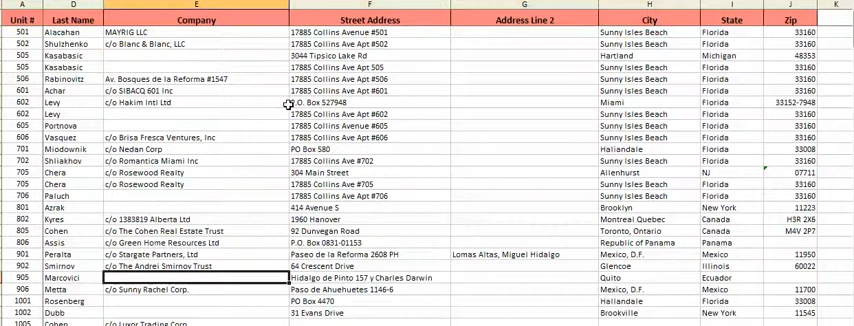 A D E F G H I J K
Unit # Last Name Company Street Address Address Line 2 City State Zip
501 Alacahan MAYRIG LLC 17885 Collins Avenue #501 Sunny Isles Beach Florida 33160
502 Shulzhenko c/o Blanc & Blanc, LLC 17885 Collins Ave #502 Sunny Isles Beach Florida 33160
505 Kasabasic 3044 Tipsico Lake Rd Hartland Michigan 48353
505 Kasabasic 17885 Collins Ave Apt 505 Sunny Isles Beach Florida 33160
506 Rabinovitz Av. Bosques de la Reforma #1547 17885 Collins Ave Apt #506 Sunny Isles Beach Florida 33160
601 Achar c/o SIBACQ 601 Inc 17885 Collins Ave Apt #601 Sunny Isles Beach Florida 33160
602 Levy c/o Hakim Intl Ltd P.O. Box 527948 Miami Florida 33152-7948
602 Levy 17885 Collins Ave Apt #602 Sunny Isles Beach Florida 33160
605 Portnova 17885 Collins Avenue #605 Sunny Isles Beach Florida 33160
606 Vasquez c/o Brisa Fresca Ventures, Inc 17885 Collins Ave Apt #606 Sunny Isles Beach Florida 33160
701 Miodownik c/o Nedan Corp PO Box 580 Hallandale Florida 33008
702 Shliakhov c/o Romantica Miami Inc 17885 Collins Ave #702 Sunny Isles Beach Florida 33160
705 Chera c/o Rosewood Realty 304 Main Street Allenhurst NJ 07711
705 Chera c/o Rosewood Realty 17885 Collins Ave #705 Sunny Isles Beach Florida 33160
706 Paluch 17885 Collins Ave Apt #706 Sunny Isles Beach Florida 33160
801 Azrak 414 Avenue S Brooklyn New York 11223
802 Kyres c/o 1383819 Alberta Ltd 1960 Hanover Montreal Quebec Canada H3R 2X6
805 Cohen c/o The Cohen Real Estate Trust 92 Dunvegan Road Toronto, Ontario Canada M4V 2P7
806 Assis c/o Green Home Resources Ltd P.O. Box 0831-01153 Republic of Panama Panama
901 Peralta c/o Stargate Partners, Ltd Paseo de la Reforma 2608 PH Lomas Altas, Miguel Hidalgo Mexico, D.F. Mexico 11950
902 Smirnov c/o The Andrei Smirnov Trust 64 Crescent Drive Glencoe Illinois 60022
905 Marcovici Hidalgo de Pinto 157 y Charles Darwin Quito Ecuador
906 Metta c/o Sunny Rachel Corp. Paso de Ahuehuetes 1146-6 Mexico, D.F. Mexico 11700
1001 Rosenberg PO Box 4470 Hallandale Florida 33008
1002 Dubb 31 Evans Drive Brookville New York 11545
1005 Cohen c/o Luxor Trading Corp